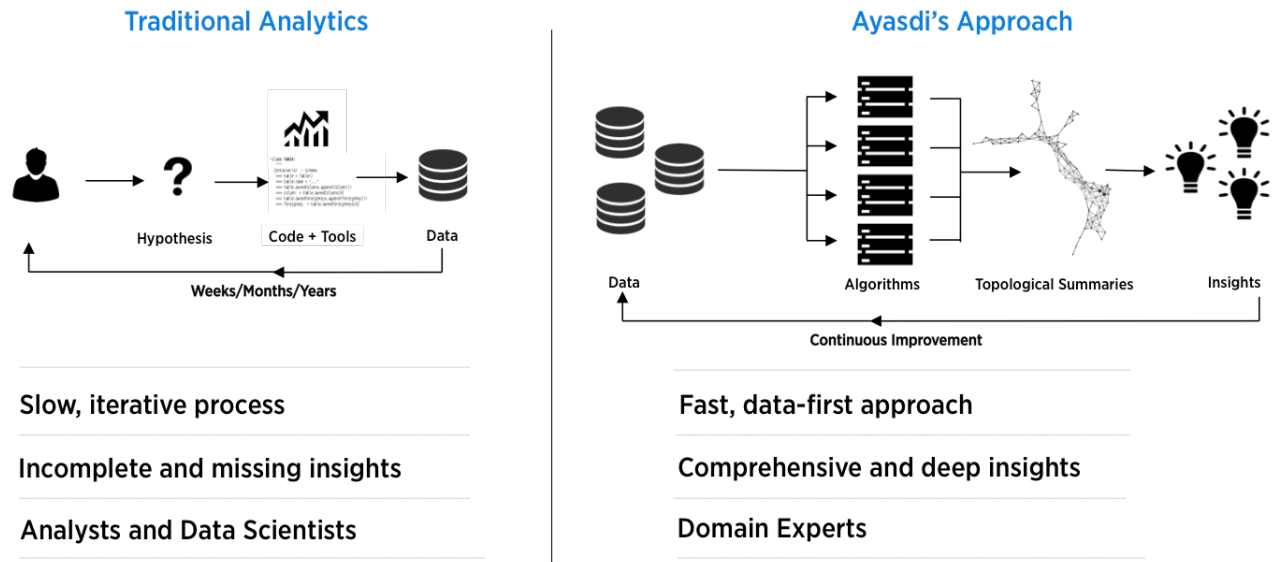 Traditional Analytics
Hypothesis
Code + Tools
Data
Weeks/Months/Years
Slow, iterative process
Incomplete and missing insights
Analysts and Data Scientists
Ayasdi’s Approach
Data
Algorithms
Topological Summaries
Insights
Continuous Improvement
Fast, data-first approach
Comprehensive and deep insights
Domain Experts